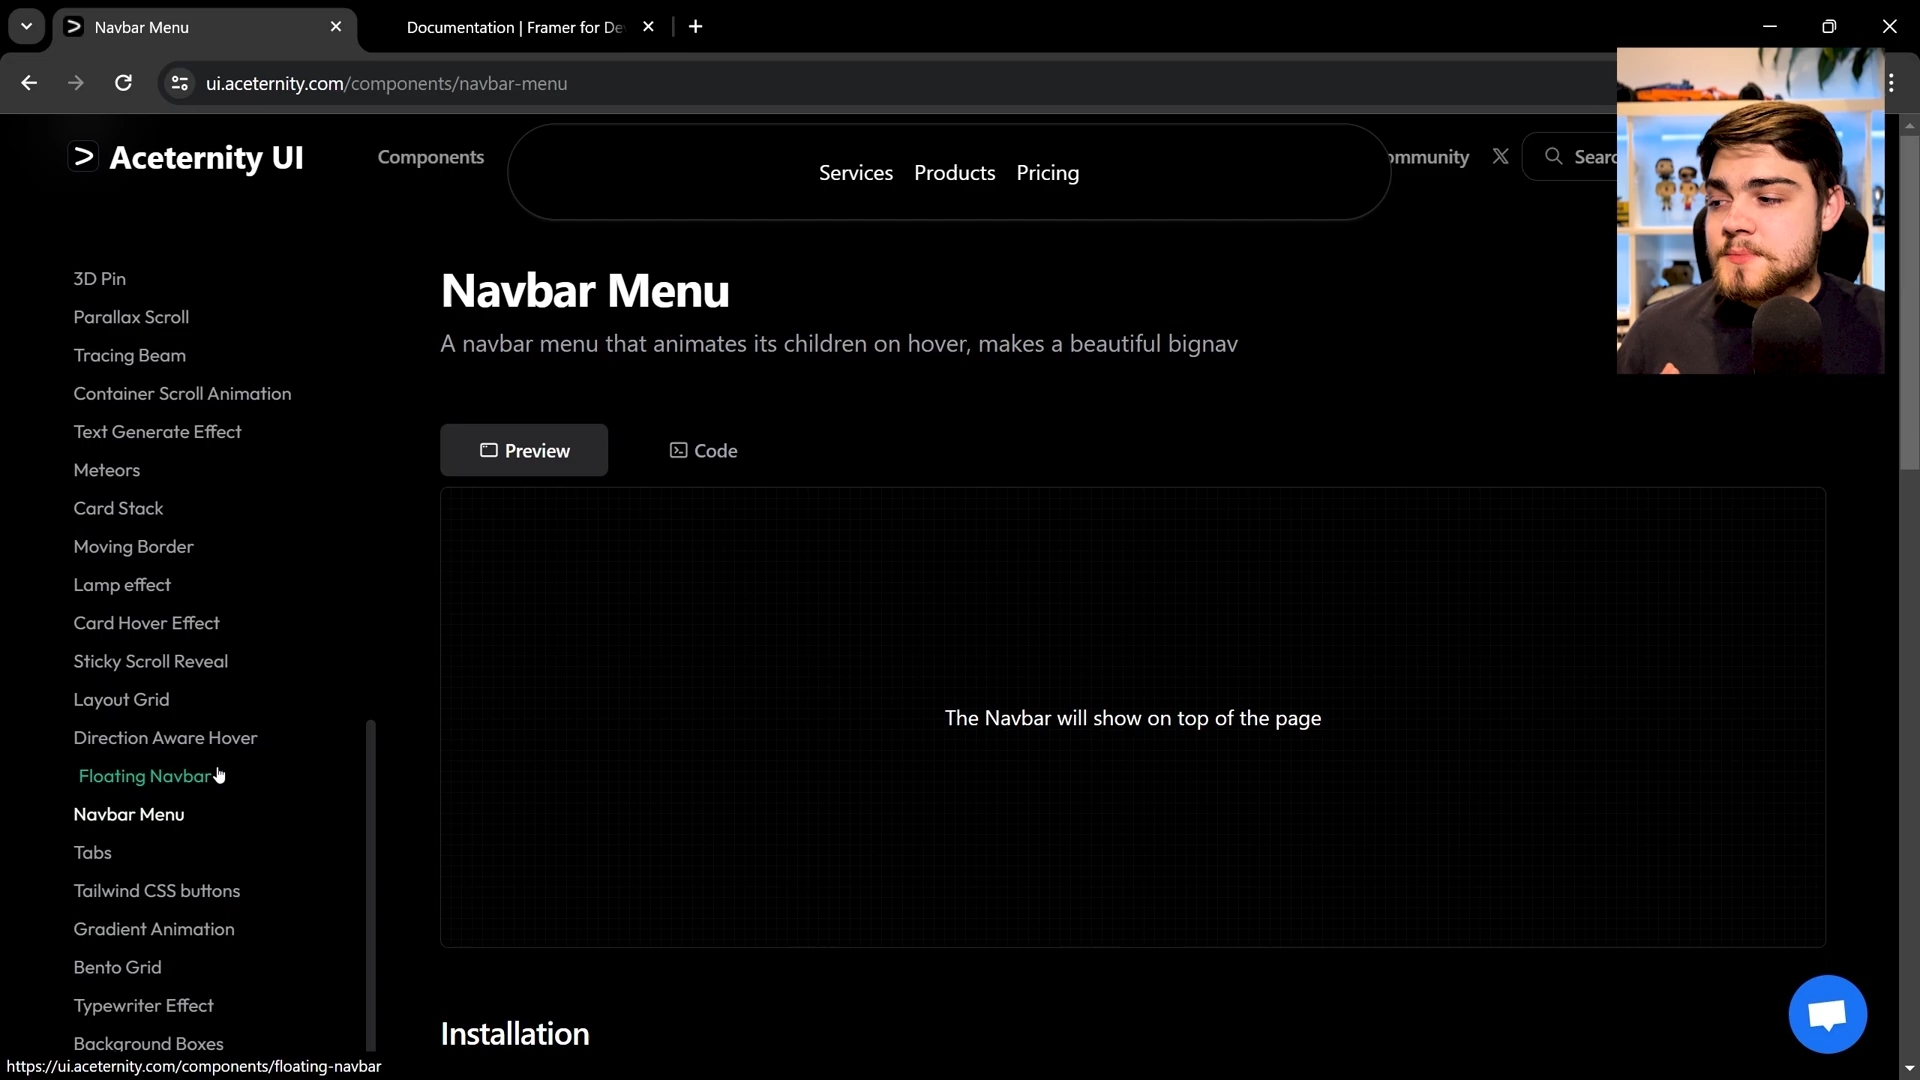 Navbar Menu
Documentation | Framer for De
ui.aceternity.com/components/navbar-menu
Aceternity UI
Components
Services
Products
Pricing
ommunity
Searc
3D Pin
Parallax Scroll
Tracing Beam
Container Scroll Animation
Text Generate Effect
Meteors
Card Stack
Moving Border
Lamp effect
Card Hover Effect
Sticky Scroll Reveal
Layout Grid
Direction Aware Hover
Floating Navbar
Navbar Menu
Tabs
Tailwind CSS buttons
Gradient Animation
Bento Grid
Typewriter Effect
Background Boxes
https://ui.aceternity.com/components/floating-navbar
Navbar Menu
A navbar menu that animates its children on hover, makes a beautiful bignav
Preview
Code
The Navbar will show on top of the page
Installation